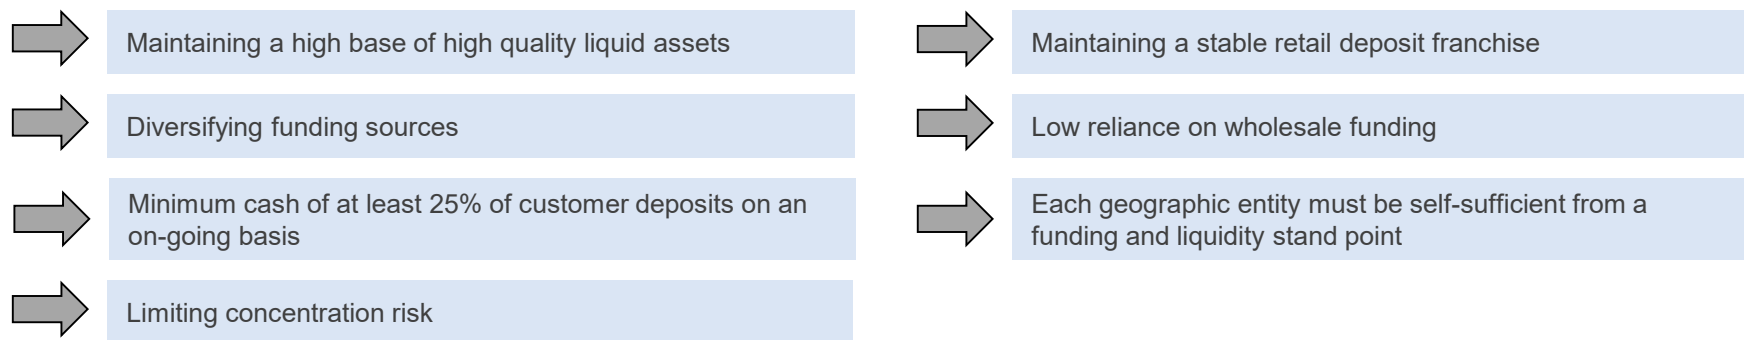 Maintaining a high base of high quality liquid assets
Maintaining a stable retail deposit franchise
Diversifying funding sources
Low reliance on wholesale funding
Minimum cash of at least 25% of customer deposits on an
on-going basis
Each geographic entity must be self-sufficient from a
funding and liquidity stand point
Limiting concentration risk